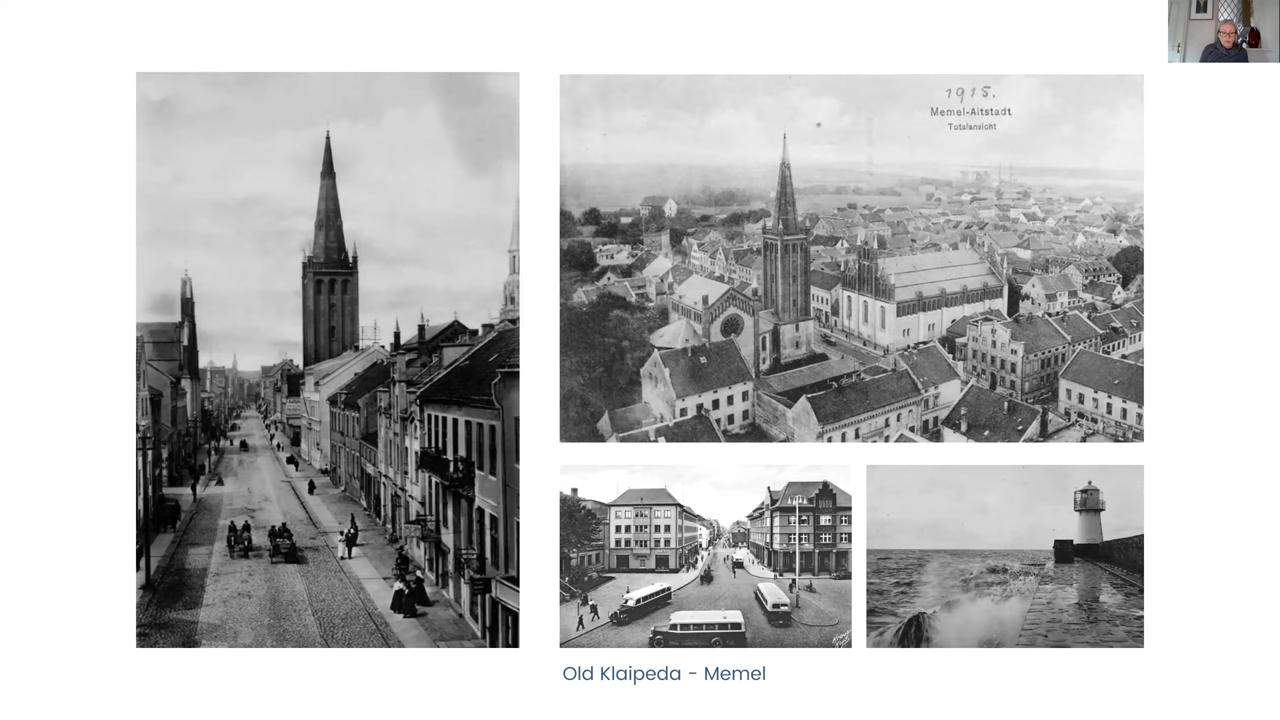 1915.
Memel-Altstadt
Totalansicht
Old Klaipeda - Memel